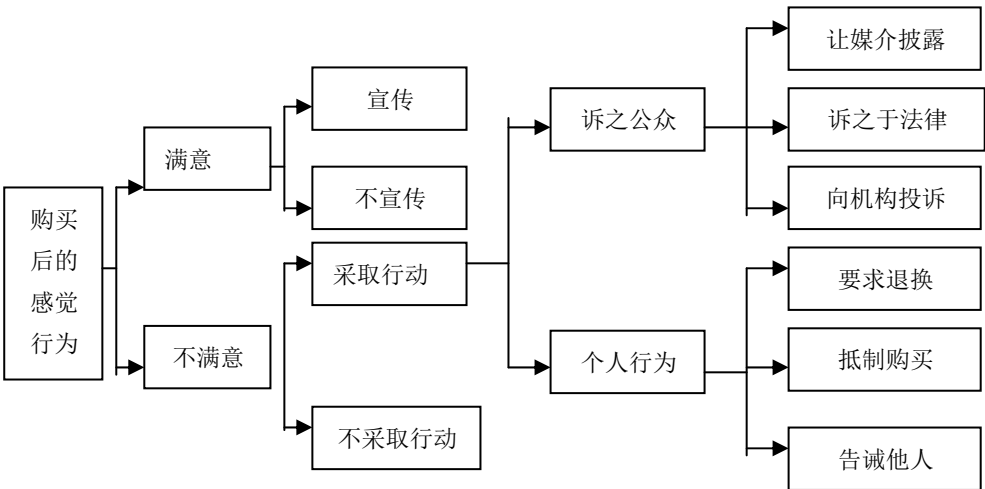 购买
后的
感觉
行为
满意
不满意
宣传
不宣传
采取行动
不采取行动
诉之公众
个人行为
让媒介披露
诉之于法律
向机构投诉
要求退换
抵制购买
告诫他人